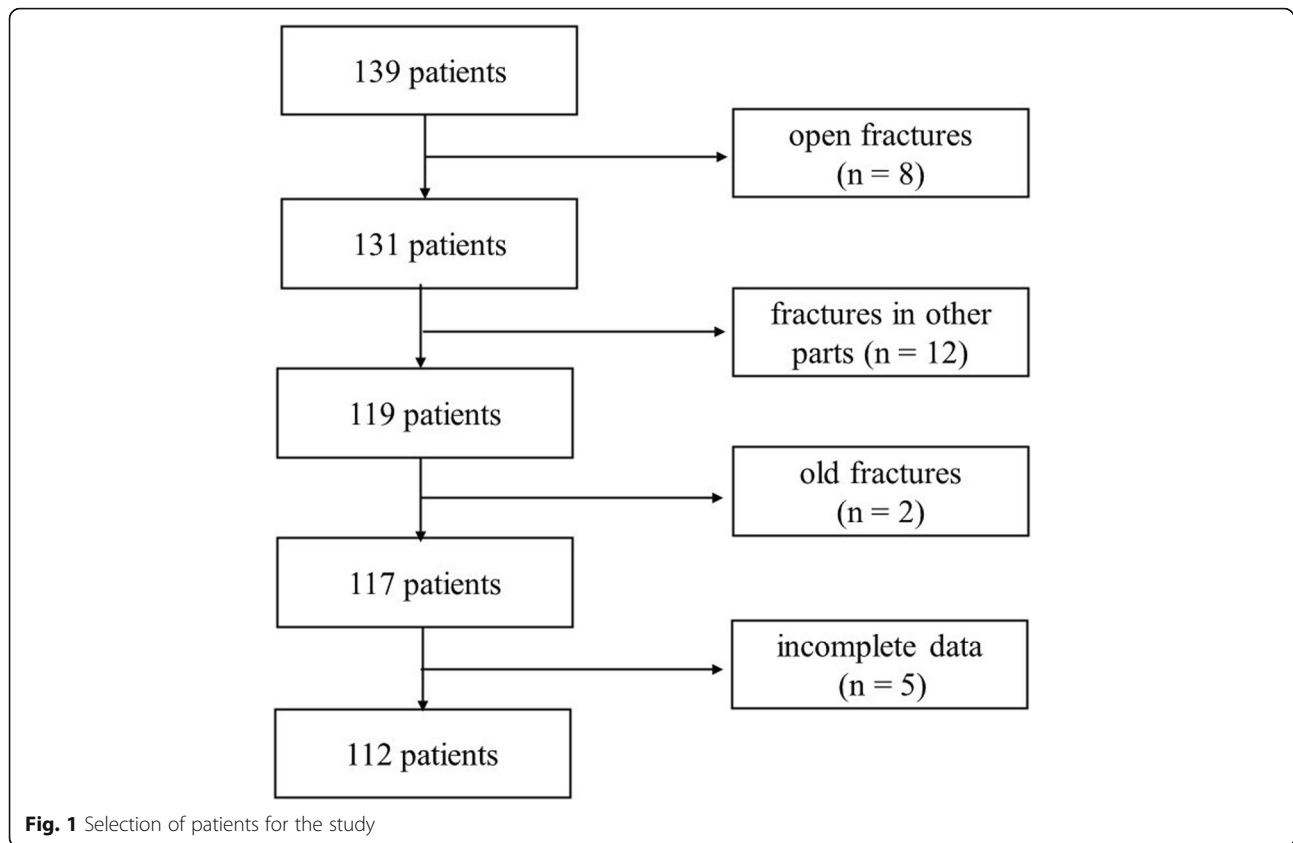 139 patients
open fractures
(n = 8)
131 patients
fractures in other
parts (n = 12)
119 patients
old fractures
(n = 2)
117 patients
incomplete data
(n = 5)
112 patients
Fig. 1 Selection of patients for the study